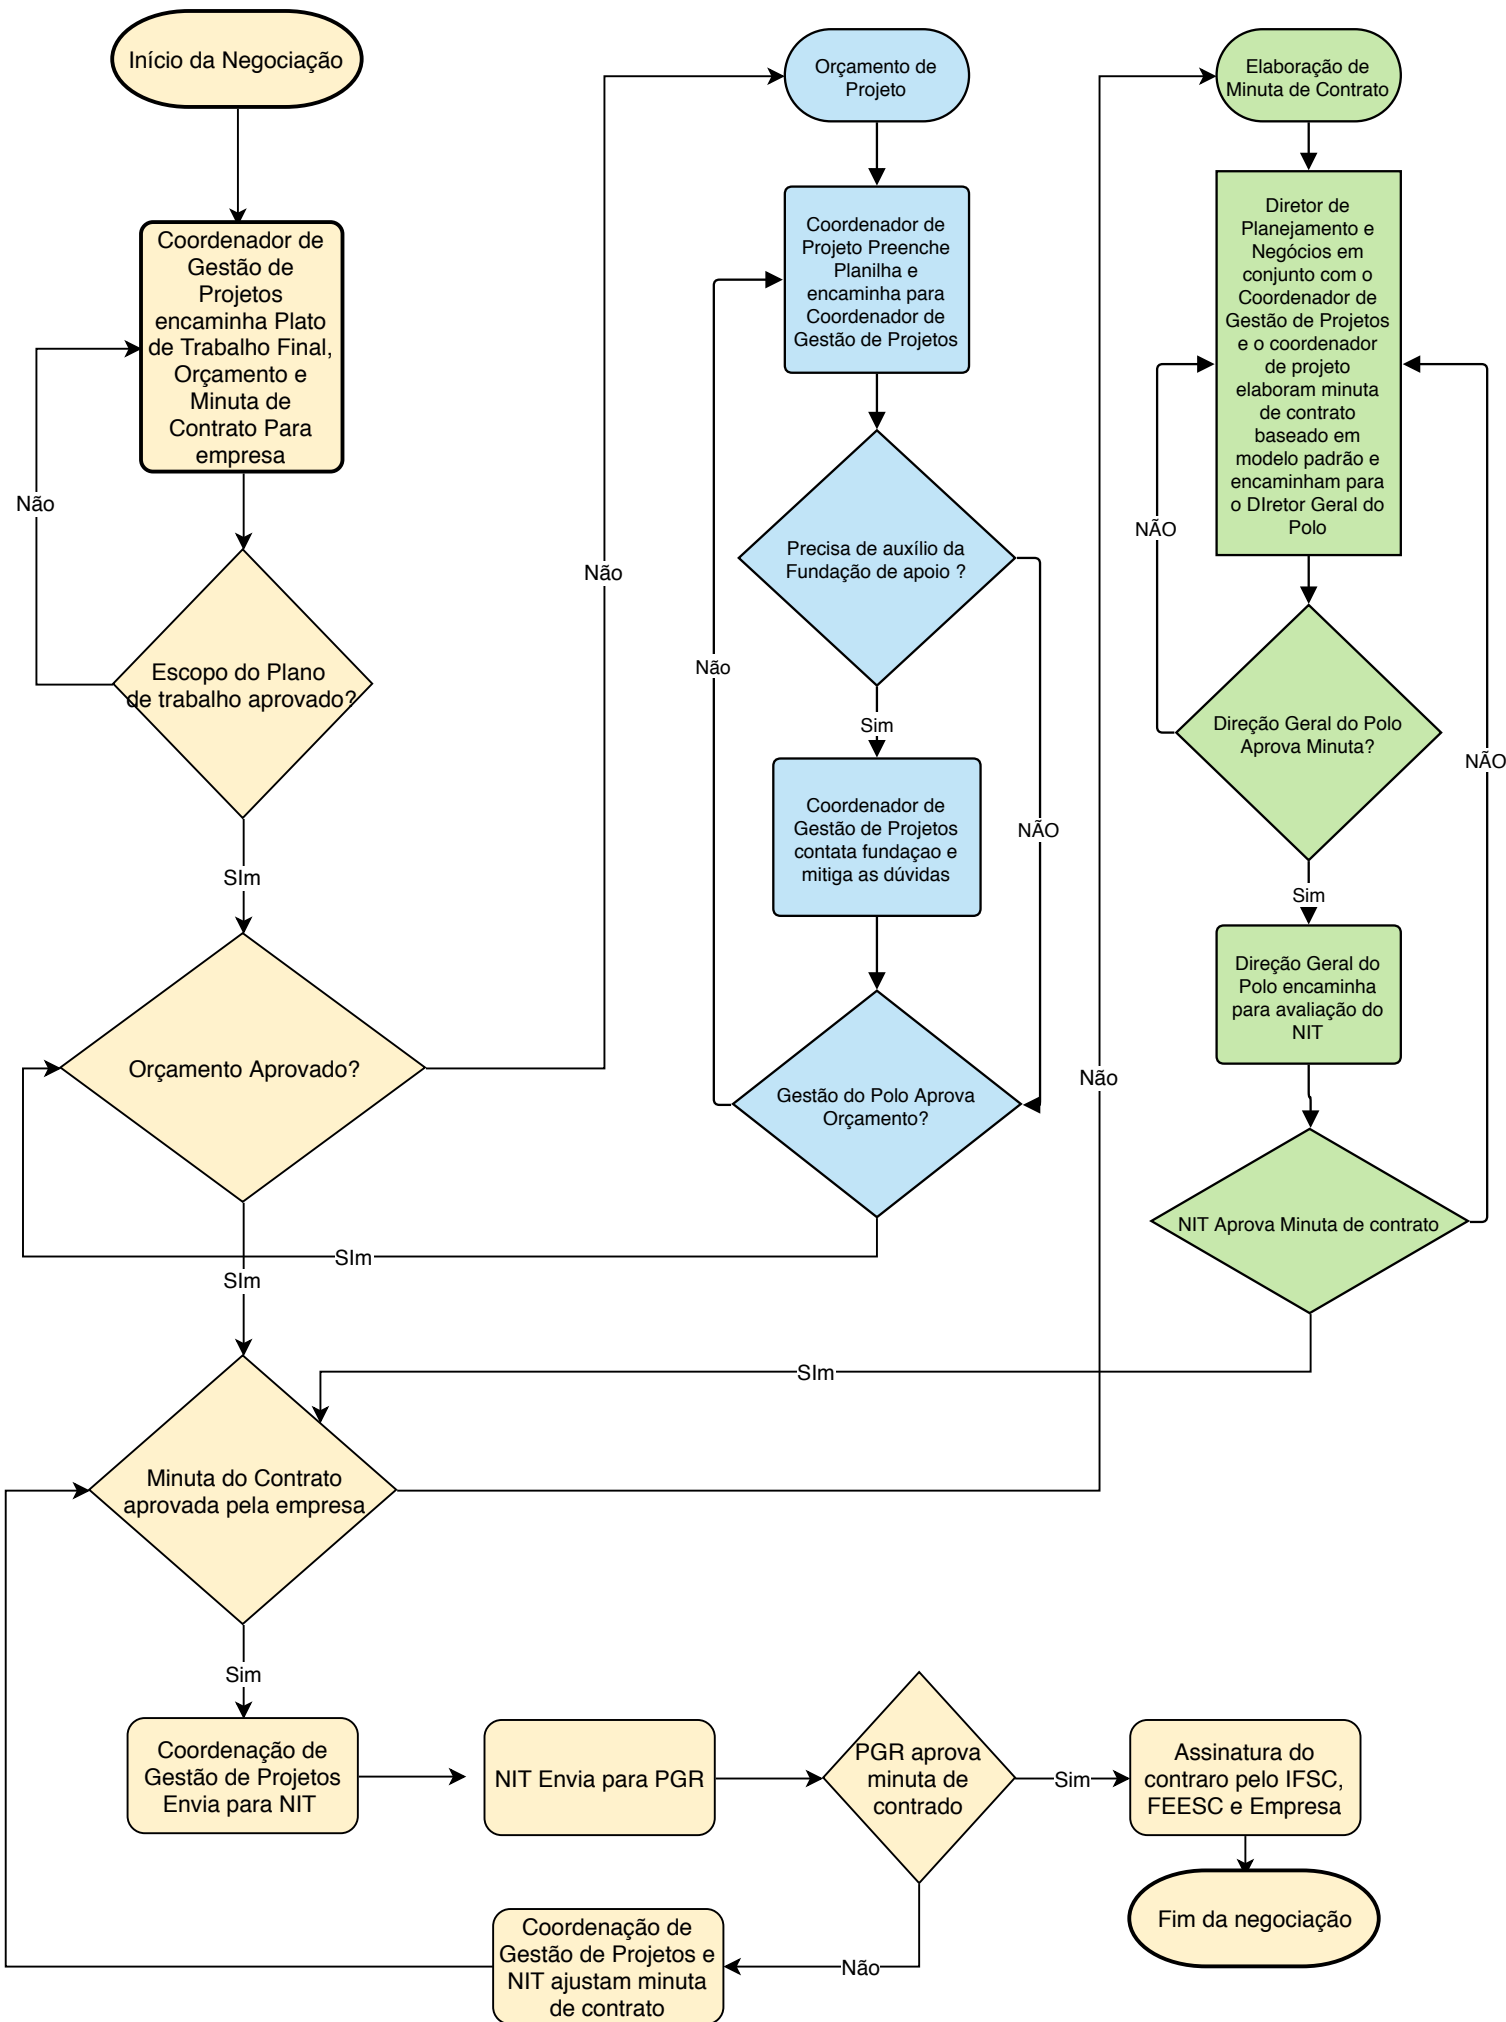 Início da Negociação
Coordenador de
Gestão de
Projetos
encaminha Plato
de Trabalho Final,
Orçamento e
Minuta de
Contrato Para
empresa
Não
Escopo do Plano
de trabalho aprovado?
SIm
Orçamento Aprovado?
Não
SIm
SIm
Minuta do Contrato
aprovada pela empresa
Não
Sim
Coordenação de
Gestão de Projetos
Envia para NIT
NIT Envia para PGR
PGR aprova
minuta de
contrado
Sim
Assinatura do
contraro pelo IFSC,
FEESC e Empresa
Fim da negociação
Não
Coordenação de
Gestão de Projetos e
NIT ajustam minuta
de contrato
Orçamento de
Projeto
Coordenador de
Projeto Preenche
Planilha e
encaminha para
Coordenador de
Gestão de Projetos
Precisa de auxílio da
Fundação de apoio ?
Não
Sim
NÃO
Coordenador de
Gestão de Projetos
contata fundaçao e
mitiga as dúvidas
Gestão do Polo Aprova
Orçamento?
Elaboração de
Minuta de Contrato
Diretor de
Planejamento e
Negócios em
conjunto com o
Coordenador de
Gestão de Projetos
e o coordenador
de projeto
elaboram minuta
de contrato
baseado em
modelo padrão e
encaminham para
o DIretor Geral do
Polo
NÃO
Direção Geral do Polo
Aprova Minuta?
NÃO
Sim
Direção Geral do
Polo encaminha
para avaliação do
NIT
NIT Aprova Minuta de contrato
SIm